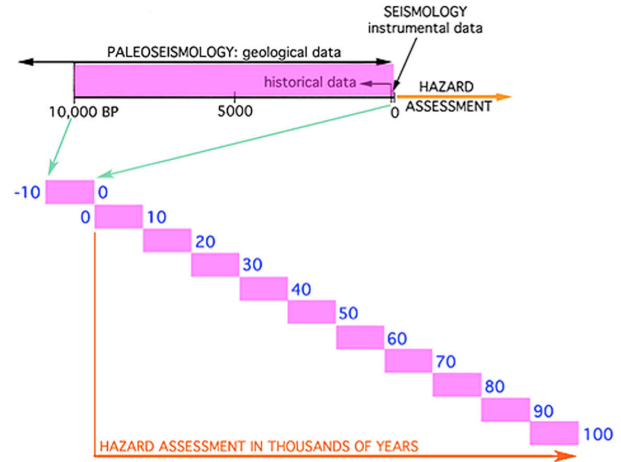 SEISMOLOGY
instrumental data
PALEOSEISMOLOGY: geological data
historical data
HAZARD
ASSESSMENT
10,000 BP
5000
0
-10
0
0
10
20
30
40
50
60
70
80
90
100
HAZARD ASSESSMENT IN THOUSANDS OF YEARS